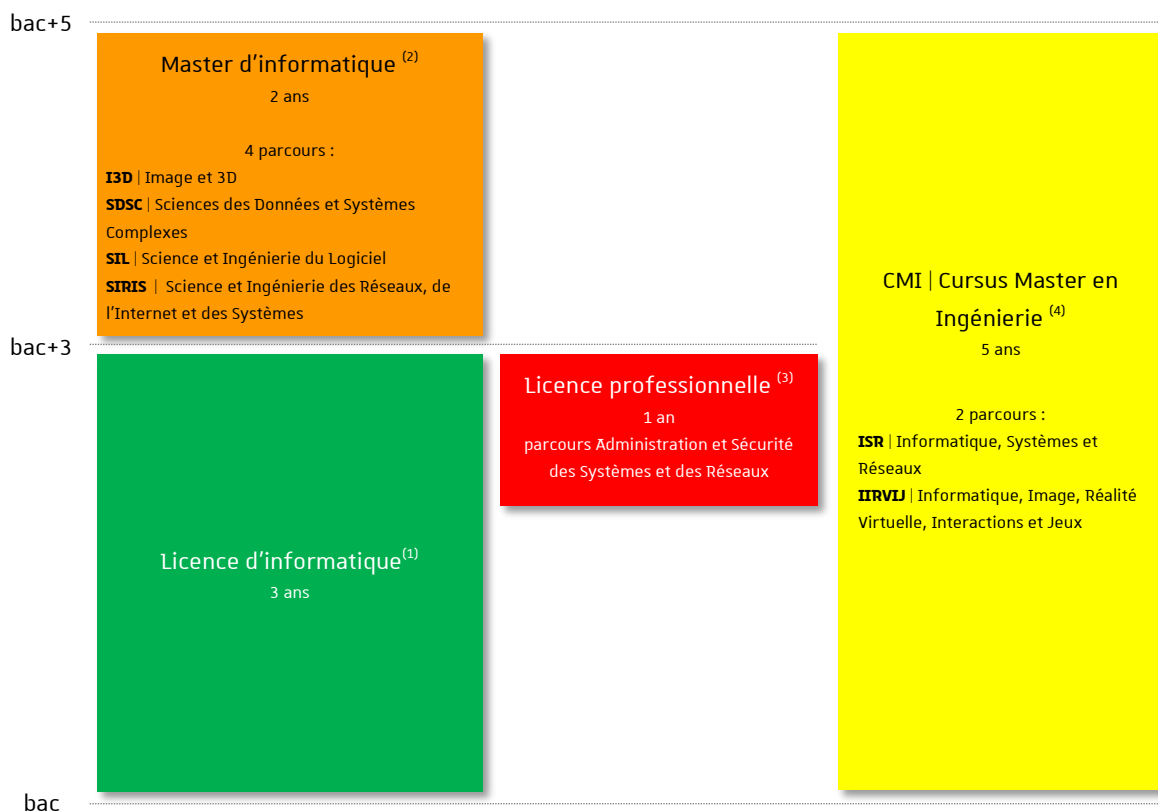 bac+5
Master d'informatique (2)
2 ans
4 parcours :
I3D | Image et 3D
SDSC | Sciences des Données et Systèmes
Complexes
SIL | Science et Ingénierie du Logiciel
SIRIS | Science et Ingénierie des Réseaux, de
l'Internet et des Systèmes
bac+3
Licence d'informatique(1)
3 ans
Licence professionnelle (3)
1 an
parcours Administration et Sécurité
des Systèmes et des Réseaux
CMI | Cursus Master en
Ingénierie (4)
5 ans
2 parcours :
ISR | Informatique, Systèmes et
Réseaux
IIRVIJ | Informatique, Image, Réalité
Virtuelle, Interactions et Jeux
bac